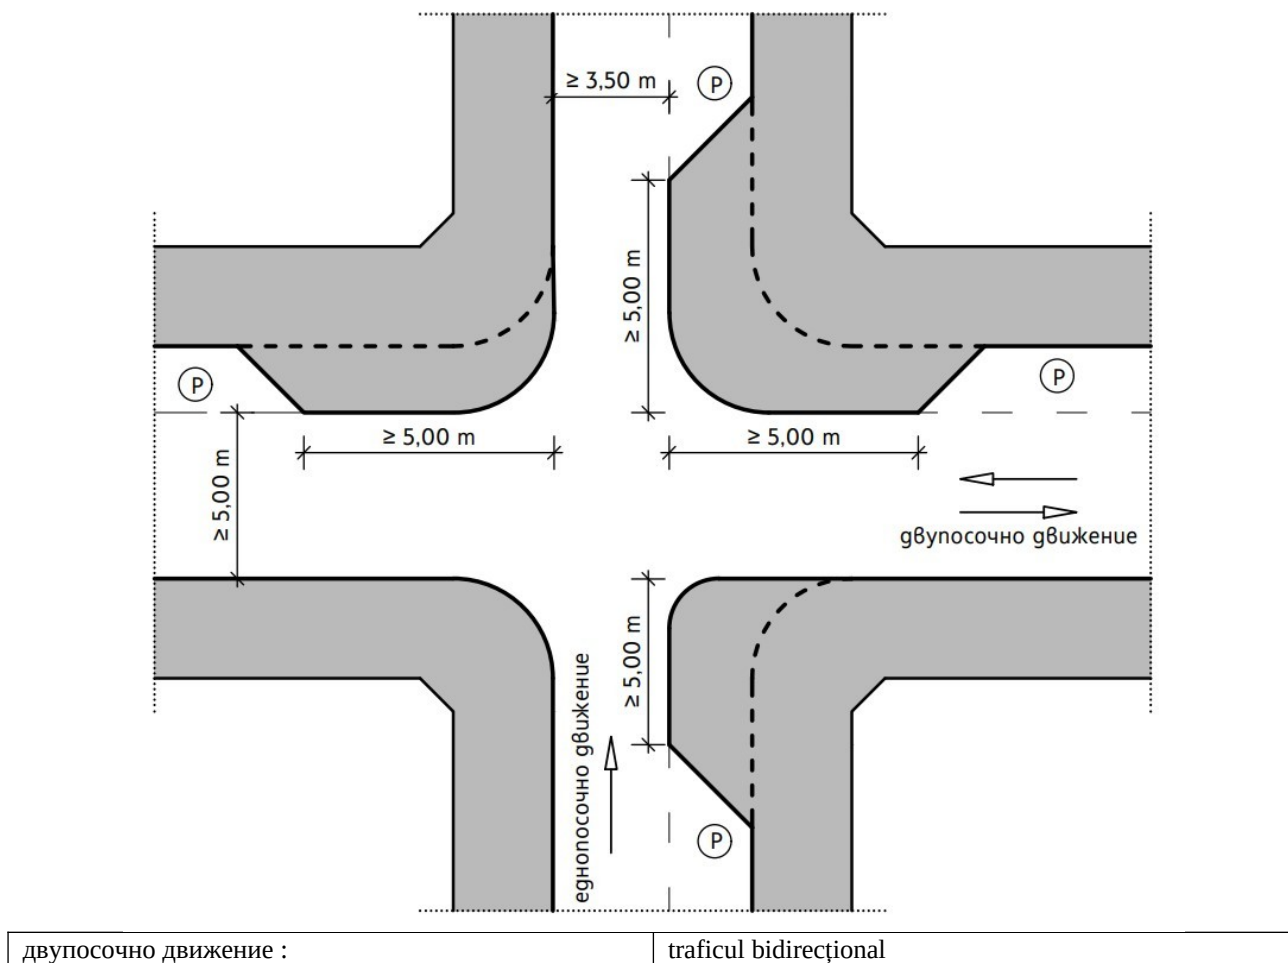 ≥ 3,50 m
P
≥ 5,00 m
P
P
≥ 5,00 m
≥ 5,00 m
≥ 5,00 m
двупосочно движение
≥ 5,00 m
еднопосочно движение
P
двупосочно движение :
traficul bidirecțional